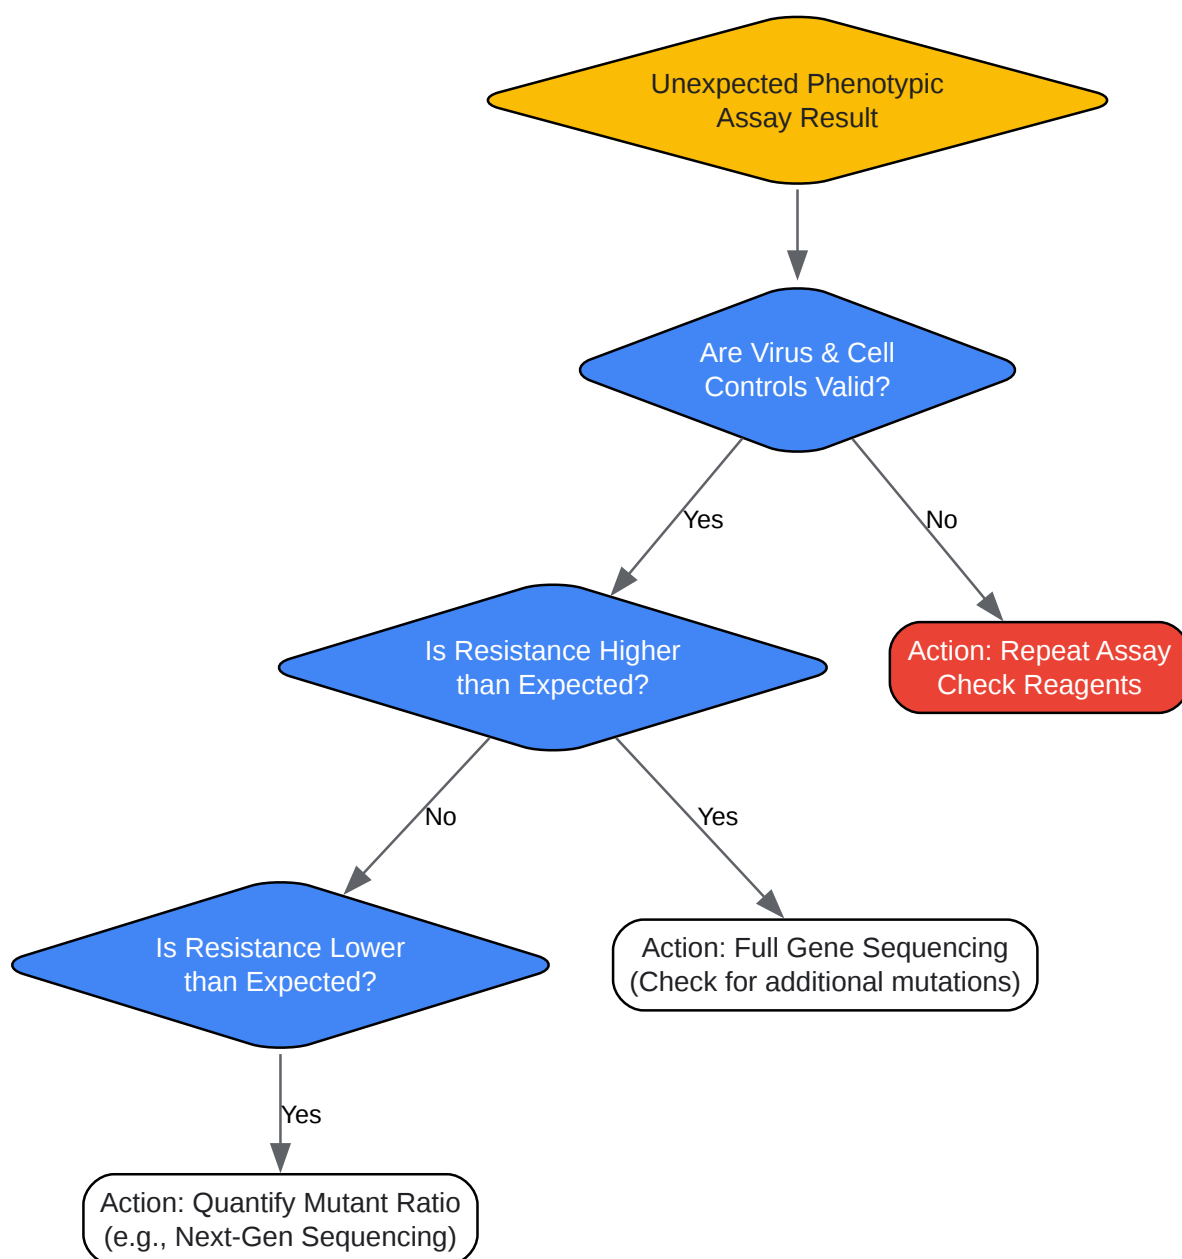 Unexpected Phenotypic
Assay Result
Are Virus & Cell
Controls Valid?
Yes
No
Is Resistance Higher
than Expected?
Action: Repeat Assay
Check Reagents
No
Yes
Is Resistance Lower
than Expected?
Action: Full Gene Sequencing
(Check for additional mutations)
Yes
Action: Quantify Mutant Ratio
(e.g., Next-Gen Sequencing)